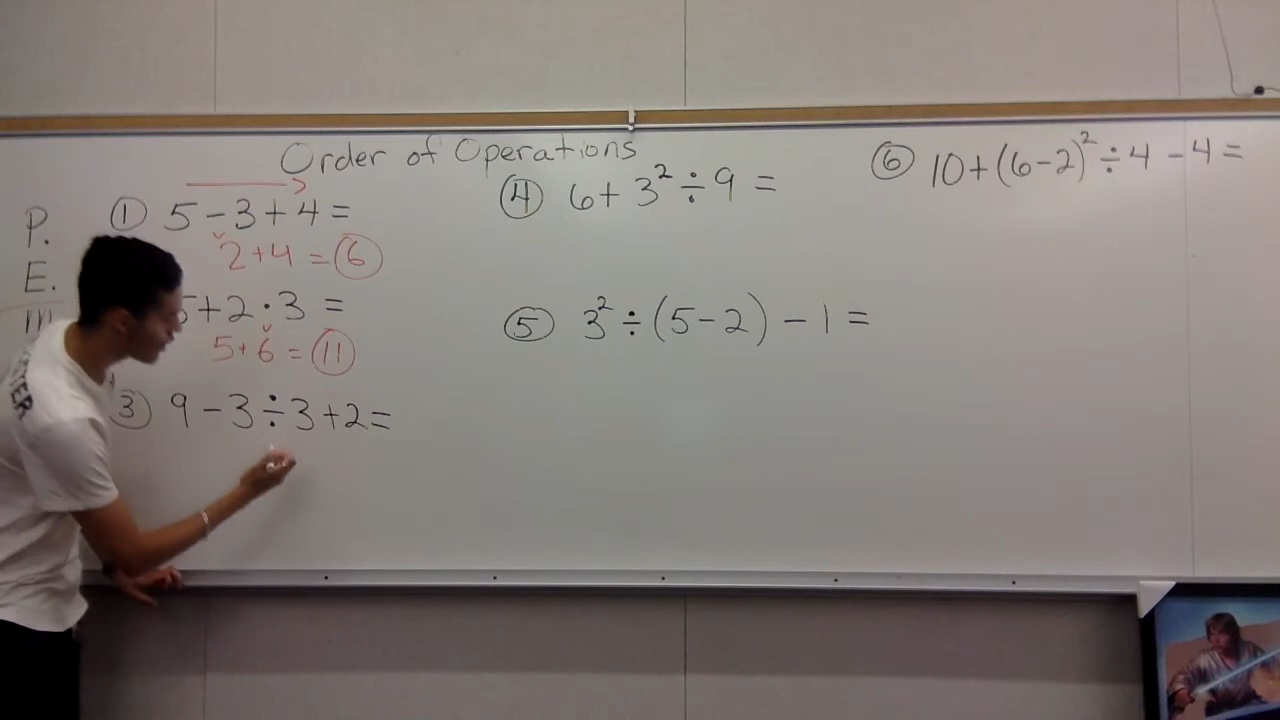 Order of Operations
P.
E.
m
① 5 - 3 + 4 =
2 + 4 = 6
5 + 2 · 3 =
5 + 6 = 11
③ 9 - 3 ÷ 3 + 2 =
④ 6 + 3² ÷ 9 =
⑤ 3² ÷ (5 - 2) - 1 =
⑥ 10 + (6 - 2)² ÷ 4 - 4 =